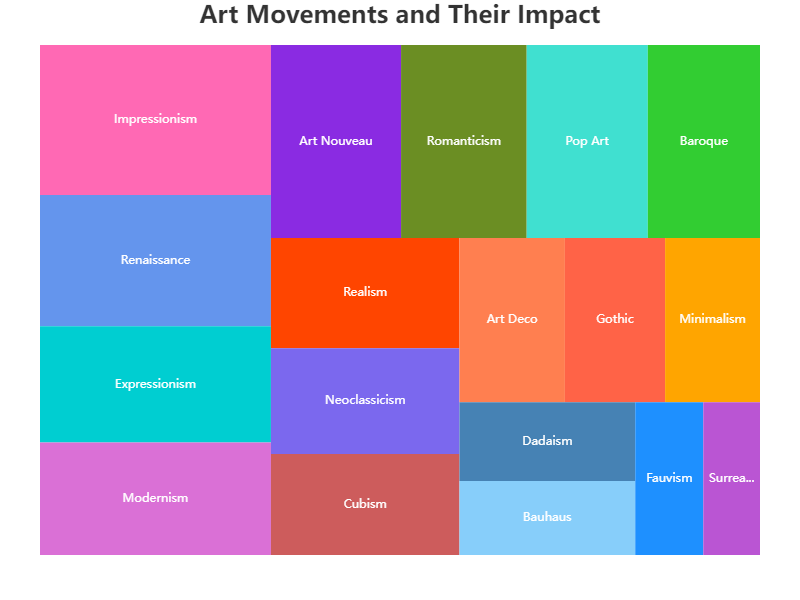 Art Movements and Their Impact
Impressionism
Art Nouveau
Romanticism
Pop Art
Baroque
Renaissance
Realism
Art Deco
Gothic
Minimalism
Expressionism
Neoclassicism
Dadaism
Fauvism
Surrea...
Modernism
Cubism
Bauhaus